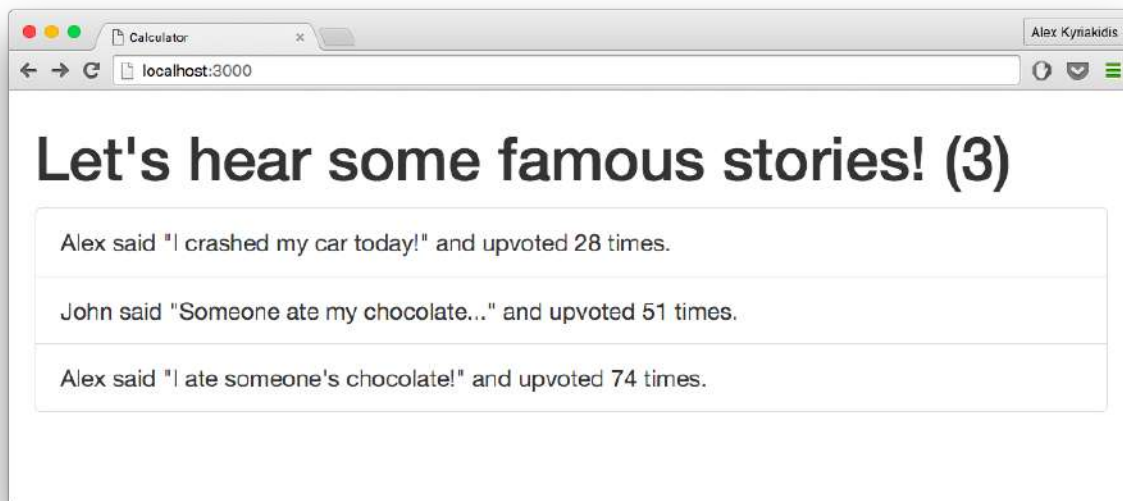 Calculator
Alex Kyriakidis
localhost:3000
Let's hear some famous stories! (3)
Alex said "I crashed my car today!" and upvoted 28 times.
John said "Someone ate my chocolate..." and upvoted 51 times.
Alex said "I ate someone's chocolate!" and upvoted 74 times.